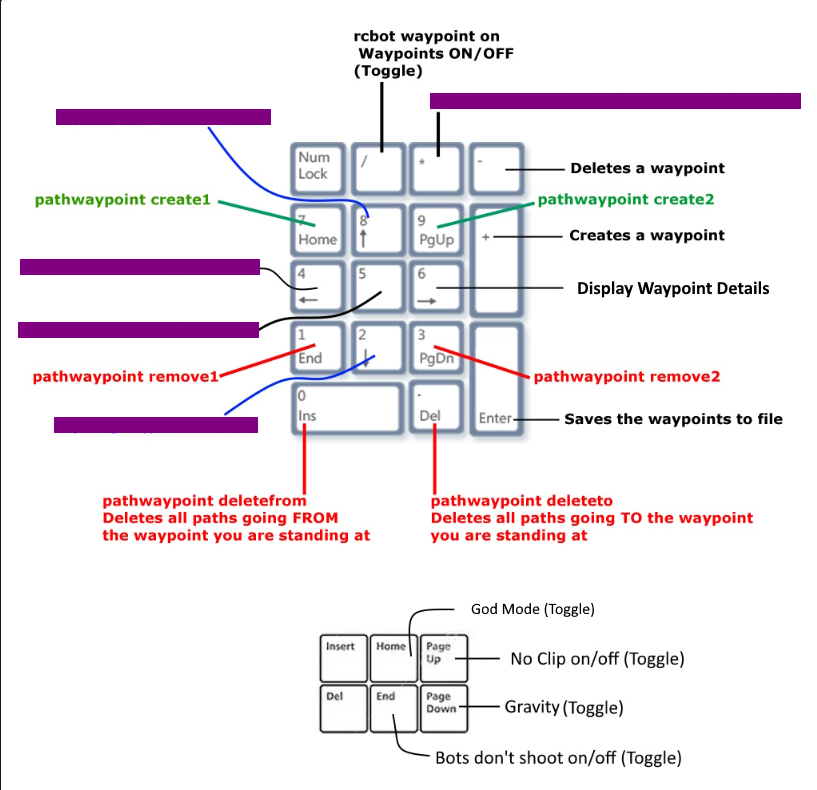 rcbot waypoint on
Waypoints ON/OFF
(Toggle)
Num
Lock
/
*
-
Deletes a waypoint
pathwaypoint create1
7
Home
8
↑
9
PgUp
pathwaypoint create2
+
Creates a waypoint
4
←
5
6
→
Display Waypoint Details
1
End
2
↓
3
PgDn
pathwaypoint remove1
pathwaypoint remove2
0
Ins
.
Del
Enter
Saves the waypoints to file
pathwaypoint deletefrom
Deletes all paths going FROM
the waypoint you are standing at
pathwaypoint deleteto
Deletes all paths going TO the waypoint
you are standing at
God Mode (Toggle)
Insert
Home
Page
Up
No Clip on/off (Toggle)
Del
End
Page
Down
Gravity (Toggle)
Bots don't shoot on/off (Toggle)